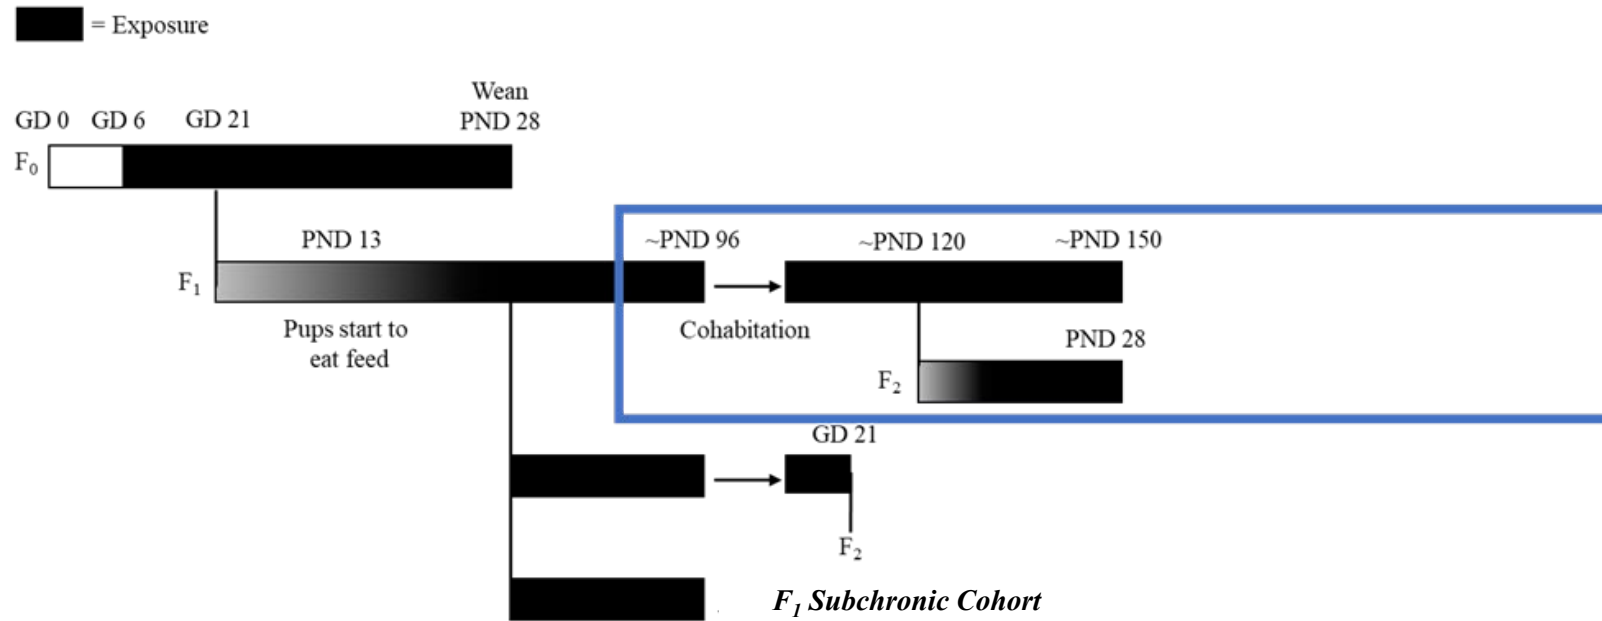 = Exposure
Wean
GD 0 GD 6 GD 21 PND 28
F₀
PND 13 ~PND 96 ~PND 120 ~PND 150
F₁
Pups start to
eat feed
Cohabitation
PND 28
F₂
GD 21
F₂
F₁ Subchronic Cohort